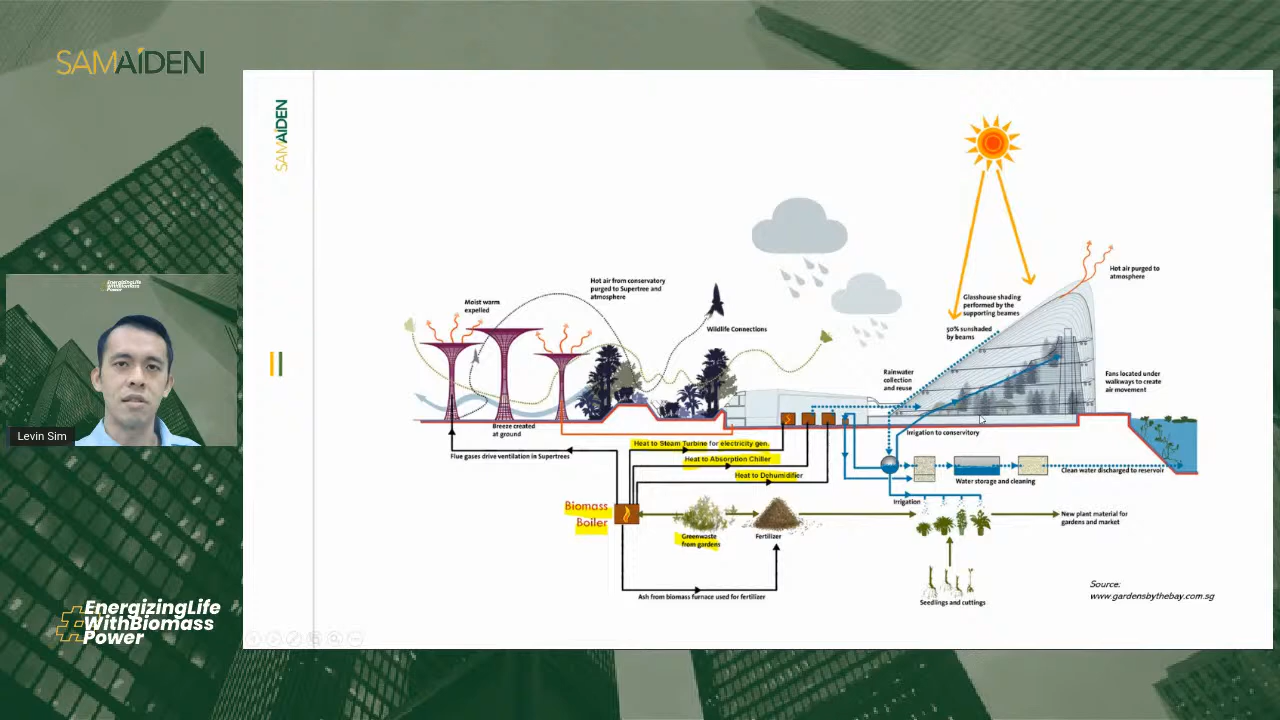 SAMAIDEN
SAMAIDEN
Hot air purged to
atmosphere
Hot air from conservatory
purged to Supertree and
atmosphere
Moist warm
expelled
Glasshouse shading
performed by the
supporting beames
50% sunshaded
by beams
Wildlife Connections
Rainwater
collection
and reuse
Fans located under
walkways to create
air movement
Breeze created
at ground
Irrigation to conservitory
Heat to Steam Turbine for electricity gen.
Flue gases drive ventilation in Supertrees
Heat to Absorption Chiller
Heat to Dehumidifier
Clean water discharged to reservoir
Water storage and cleaning
Irrigation
Biomass
Boiler
Greenwaste
from gardens
Fertilizer
New plant material for
gardens and market
Ash from biomass furnace used for fertilizer
Seedlings and cuttings
Source:
www.gardensbythebay.com.sg
#EnergizingLife
WithBiomass
Power
Levin Sim
#EnergizingLife
WithBiomass
Power